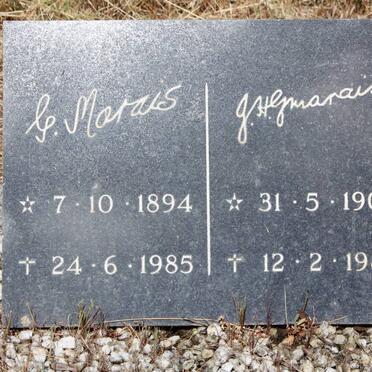 G. Marais
☆ 7 · 10 · 1894
† 24 · 6 · 1985
J.H.G Marais
☆ 31 · 5 · 190
† 12 · 2 · 19